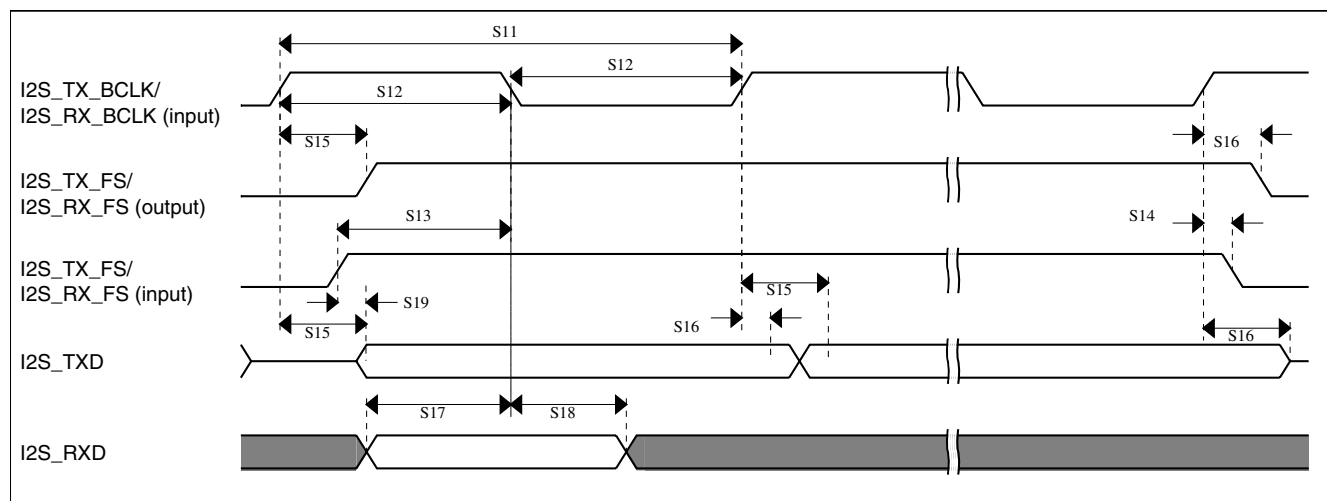 S11
I2S_TX_BCLK/
I2S_RX_BCLK (input)
S12
S12
S15
S16
I2S_TX_FS/
I2S_RX_FS (output)
S13
S14
I2S_TX_FS/
I2S_RX_FS (input)
S19
S15
S15
S16
S16
I2S_TXD
S17
S18
I2S_RXD